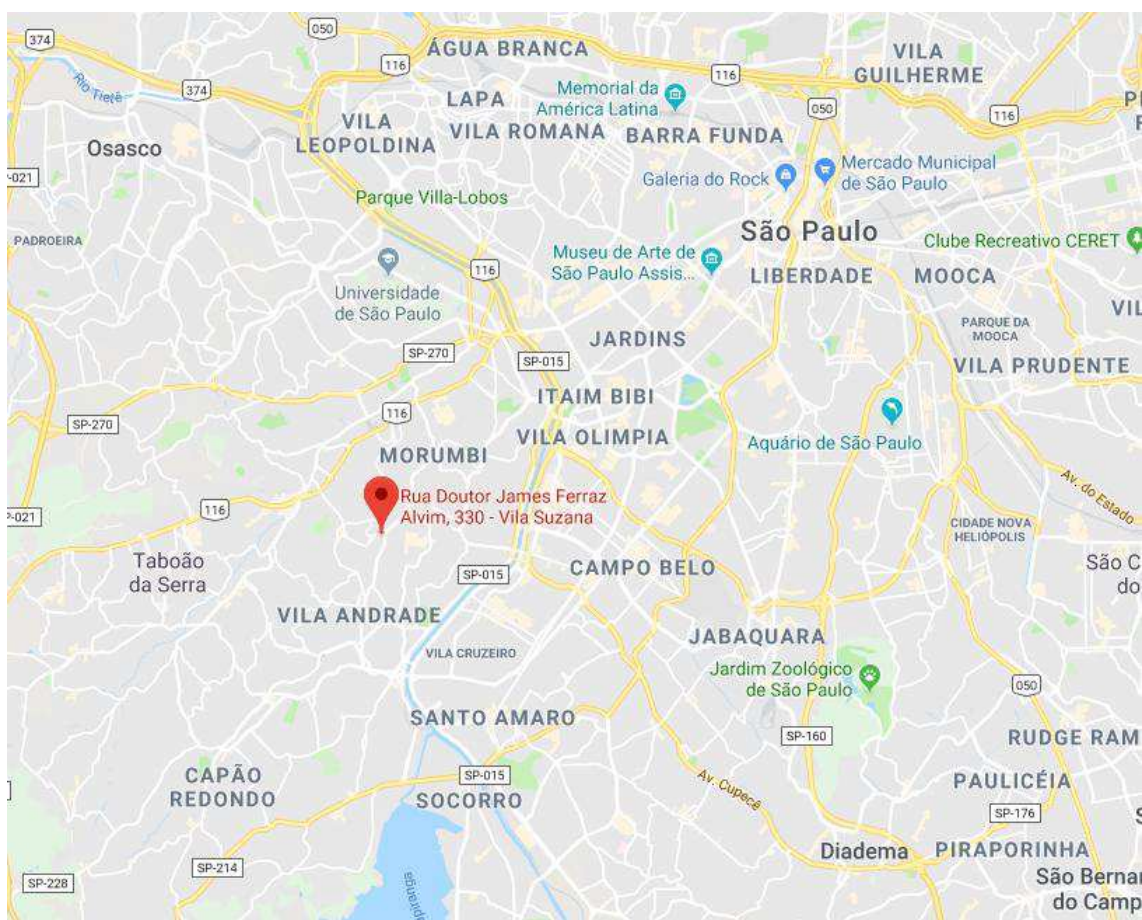 050
374
ÁGUA BRANCA
VILA
GUILHERME
116
116
Rio Tietê
374
Memorial da
América Latina
LAPA
050
116
VILA
LEOPOLDINA
VILA ROMANA
BARRA FUNDA
Osasco
Mercado Municipal
de São Paulo
Galeria do Rock
-021
Parque Villa-Lobos
São Paulo
PADROEIRA
Clube Recreativo CERET
Museu de Arte de
São Paulo Assis...
116
LIBERDADE
MOOCA
Universidade
de São Paulo
VIL
PARQUE DA
MOOCA
JARDINS
SP-270
SP-015
VILA PRUDENTE
ITAIM BIBI
116
SP-270
VILA OLIMPIA
Aquário de São Paulo
MORUMBI
Rua Doutor James Ferraz
Alvim, 330 - Vila Suzana
Av. do Estado
116
P-021
CIDADE NOVA
HELIÓPOLIS
Taboão
da Serra
São C
do
SP-015
CAMPO BELO
VILA ANDRADE
JABAQUARA
VILA CRUZEIRO
Jardim Zoológico
de São Paulo
050
SANTO AMARO
SP-160
RUDGE RAM
CAPÃO
REDONDO
SP-015
SOCORRO
Av. Cupecê
PAULICÉIA
SP-176
Diadema
PIRAPORINHA
SP-214
SP-228
São Bernar
do Camp
apiranga